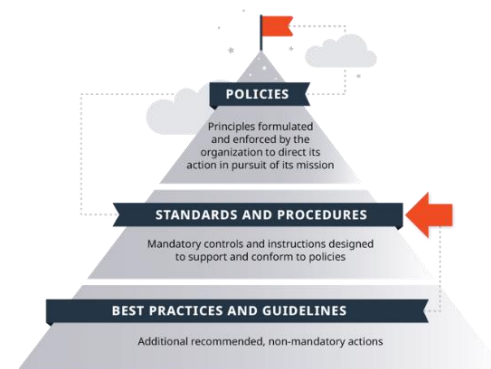 POLICIES
Principles formulated
and enforced by the
organization to direct its
action in pursuit of its mission
STANDARDS AND PROCEDURES
Mandatory controls and instructions designed
to support and conform to policies
BEST PRACTICES AND GUIDELINES
Additional recommended, non-mandatory actions